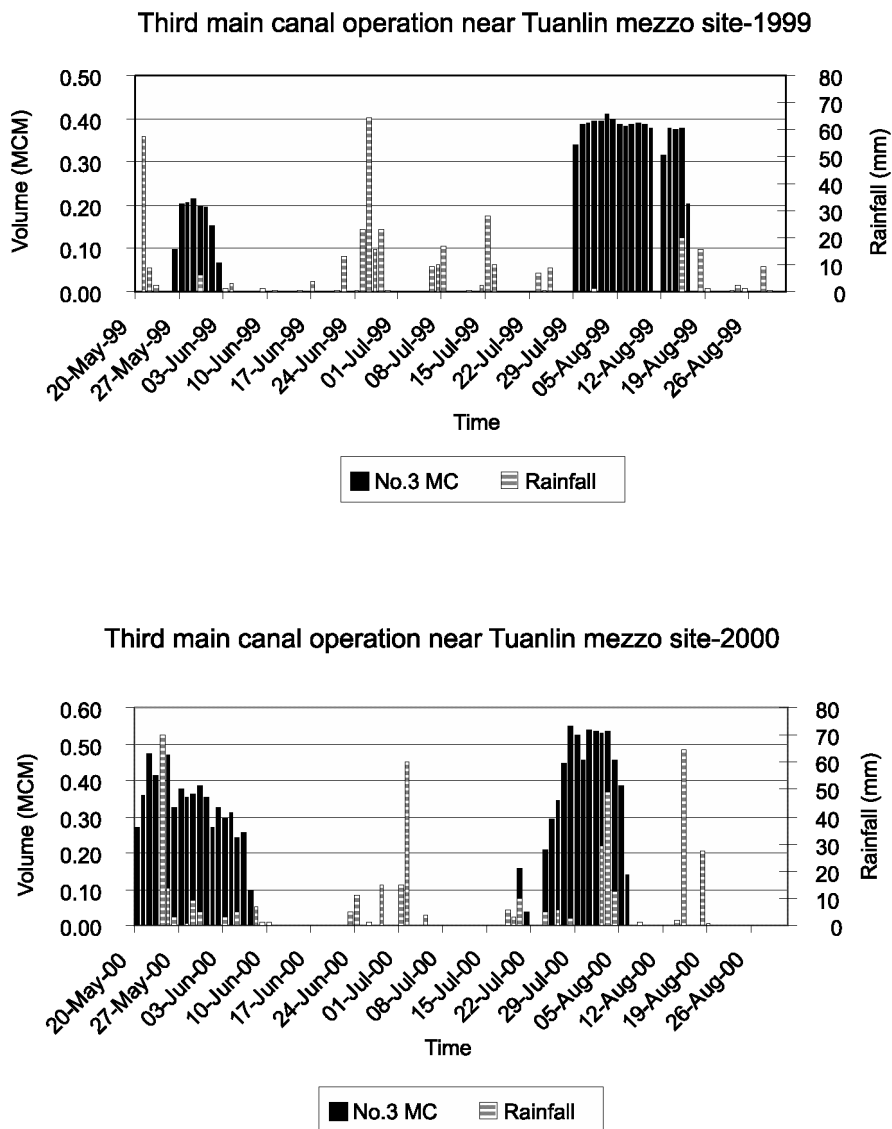 Third main canal operation near Tuanlin mezzo site-1999
Volume (MCM)
0.50
0.40
0.30
0.20
0.10
0.00
80
70
60
50
40
30
20
10
0
Rainfall (mm)
20-May-99
27-May-99
03-Jun-99
10-Jun-99
17-Jun-99
24-Jun-99
01-Jul-99
08-Jul-99
15-Jul-99
22-Jul-99
29-Jul-99
05-Aug-99
12-Aug-99
19-Aug-99
26-Aug-99
Time
No.3 MC Rainfall
Third main canal operation near Tuanlin mezzo site-2000
Volume (MCM)
0.60
0.50
0.40
0.30
0.20
0.10
0.00
80
70
60
50
40
30
20
10
0
Rainfall (mm)
20-May-00
27-May-00
03-Jun-00
10-Jun-00
17-Jun-00
24-Jun-00
01-Jul-00
08-Jul-00
15-Jul-00
22-Jul-00
29-Jul-00
05-Aug-00
12-Aug-00
19-Aug-00
26-Aug-00
Time
No.3 MC Rainfall